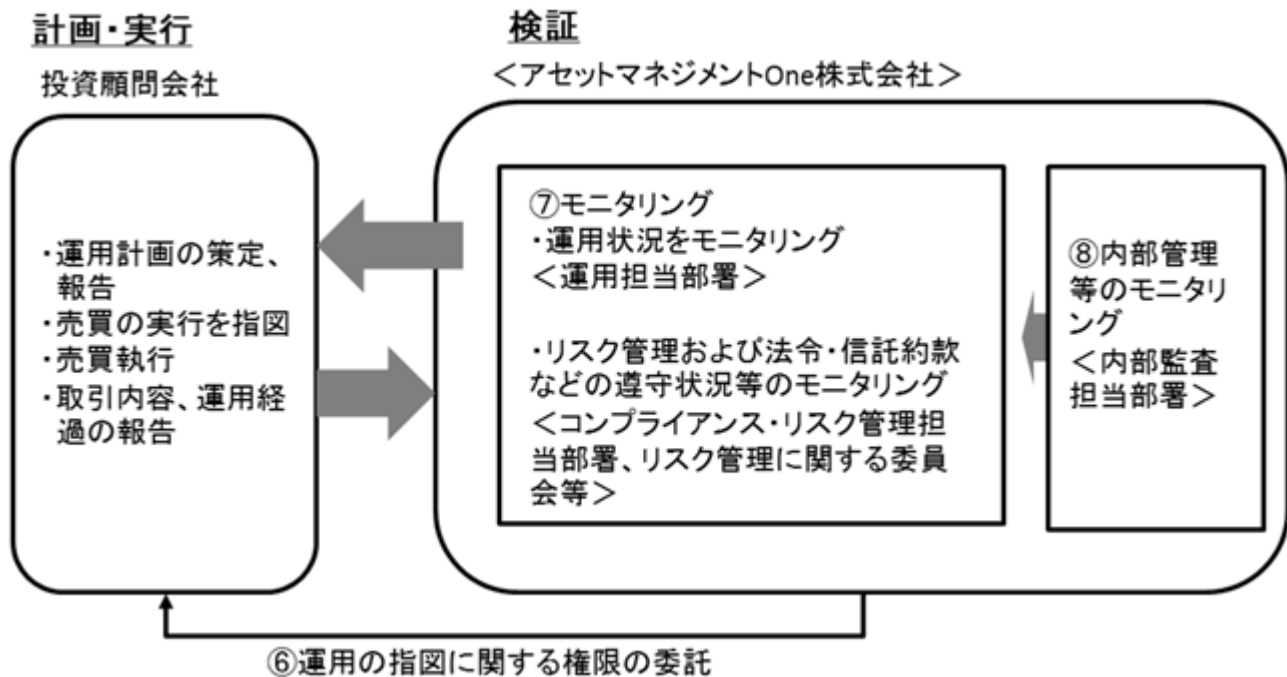 計画・実行
投資顧問会社
・運用計画の策定、
報告
・売買の実行を指図
・売買執行
・取引内容、運用経
過の報告
検証
＜アセットマネジメントOne株式会社＞
⑦モニタリング
・運用状況をモニタリング
＜運用担当部署＞
・リスク管理および法令・信託約款
などの遵守状況等のモニタリング
＜コンプライアンス・リスク管理担
当部署、リスク管理に関する委員
会等＞
⑧内部管理
等のモニタリ
ング
＜内部監査
担当部署＞
⑥運用の指図に関する権限の委託